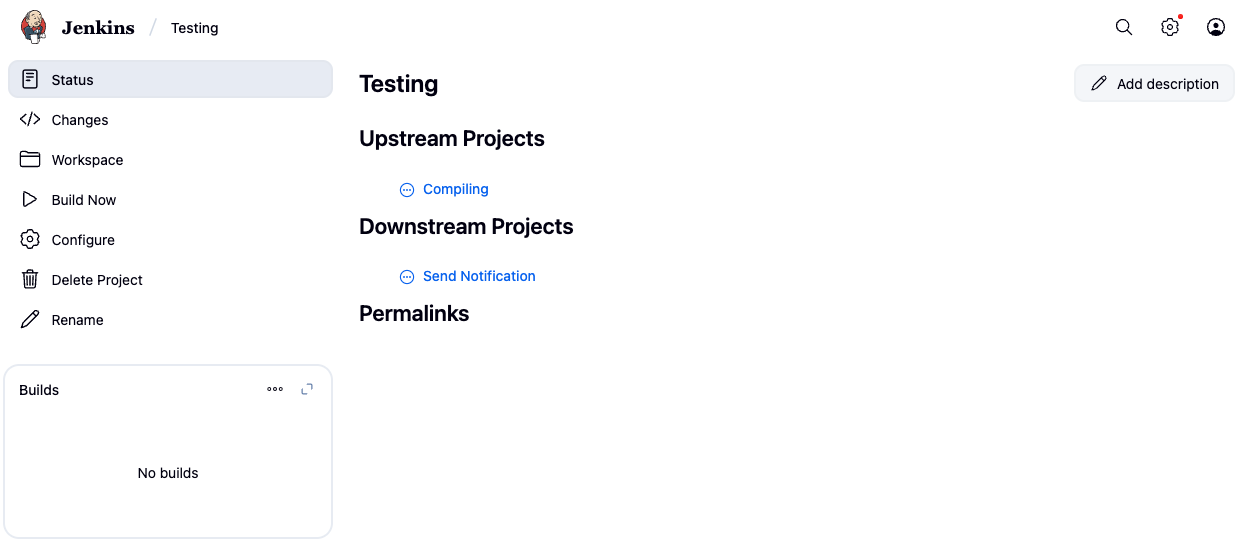 Jenkins / Testing
Status
Changes
Workspace
Build Now
Configure
Delete Project
Rename
Builds
No builds
Testing
Add description
Upstream Projects
Compiling
Downstream Projects
Send Notification
Permalinks